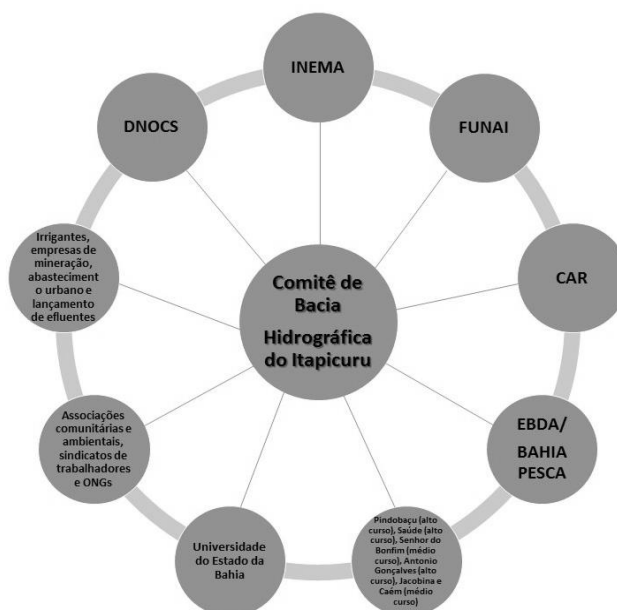 INEMA
FUNAI
CAR
EBDA/
BAHIA
PESCA
Pindobaçu (alto
curso), Saúde (alto
curso), Senhor do
Bonfim (médio
curso), Antonio
Gonçalves (alto
curso), Jacobina e
Caém (médio
curso)
Universidade
do Estado da
Bahia
Associações
comunitárias e
ambientais,
sindicatos de
trabalhadores
e ONGs
Irrigantes,
empresas de
mineração,
abasteciment
o urbano e
lançamento
de efluentes
DNOCS
Comitê de
Bacia
Hidrográfica
do Itapicuru